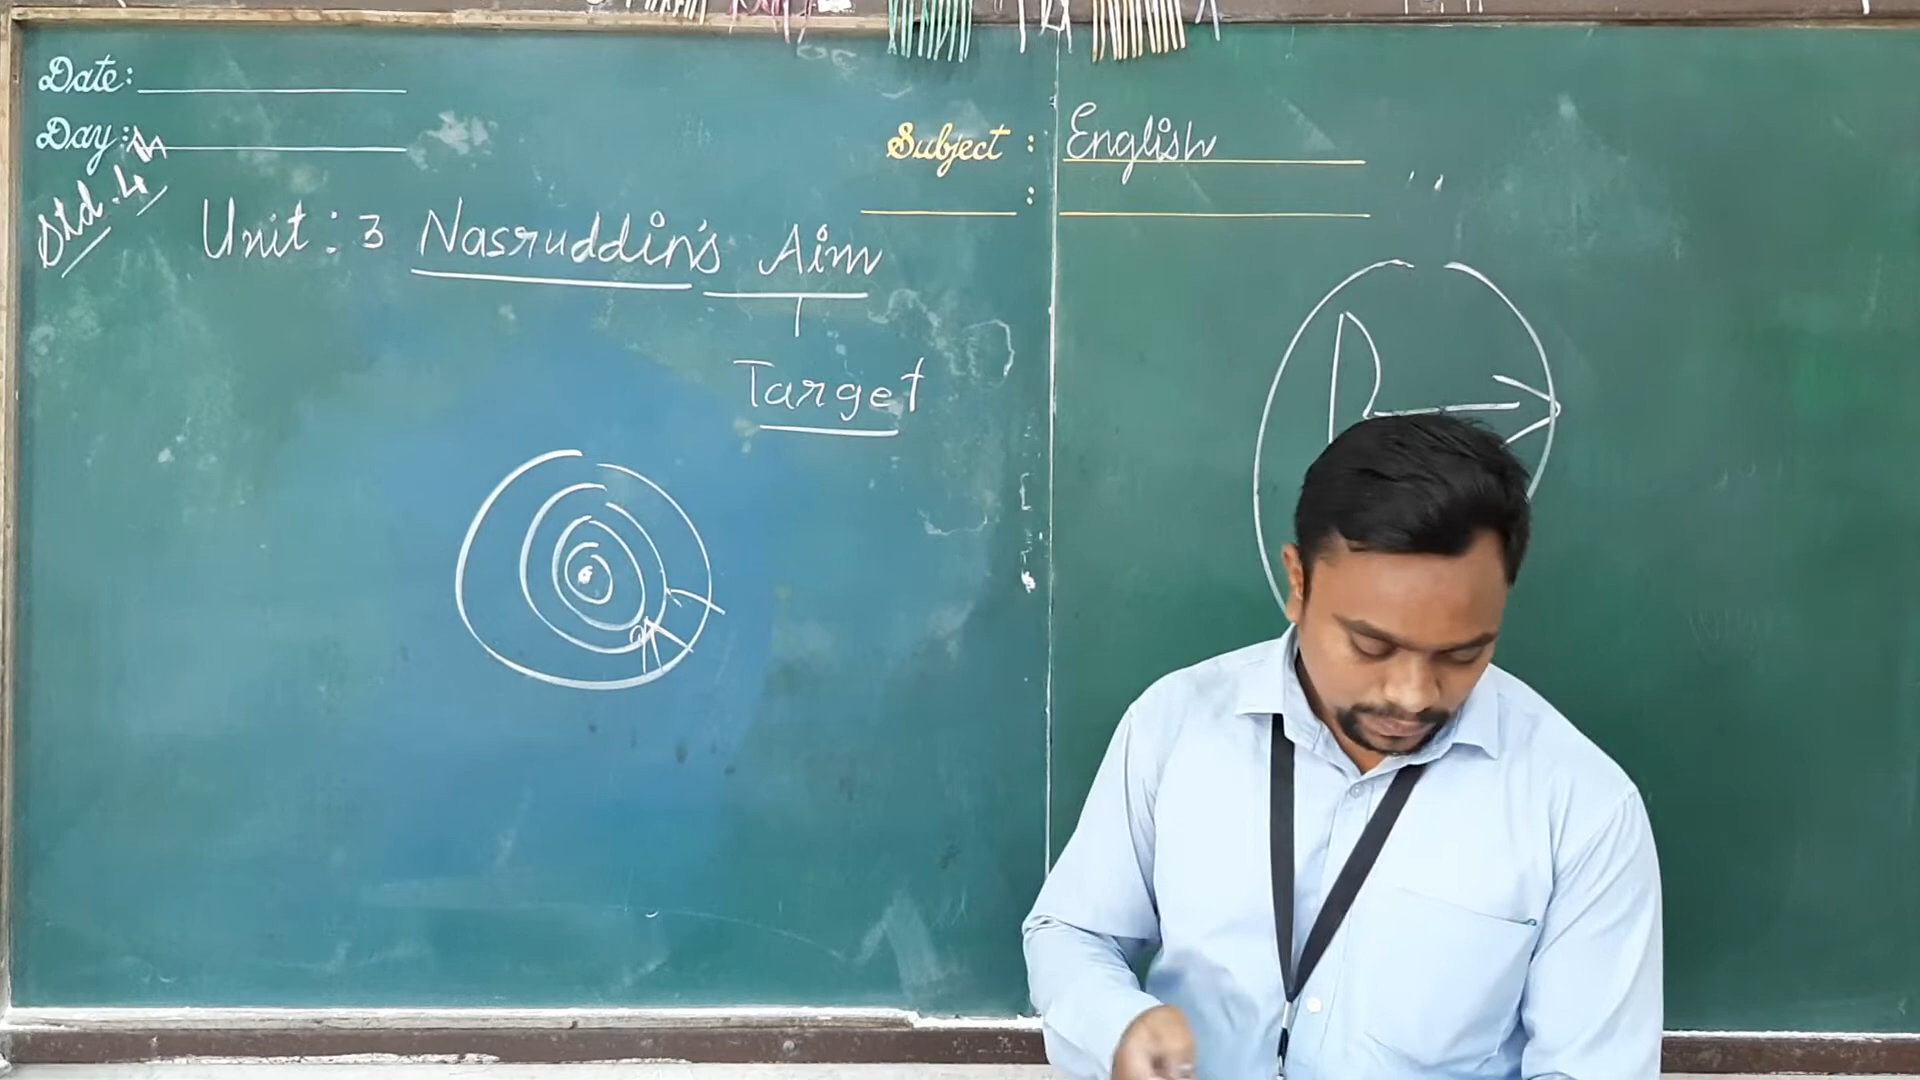 Date:
Day:
Std. 4th
Subject : English
:
Unit : 3 Nasruddin's Aim
Target